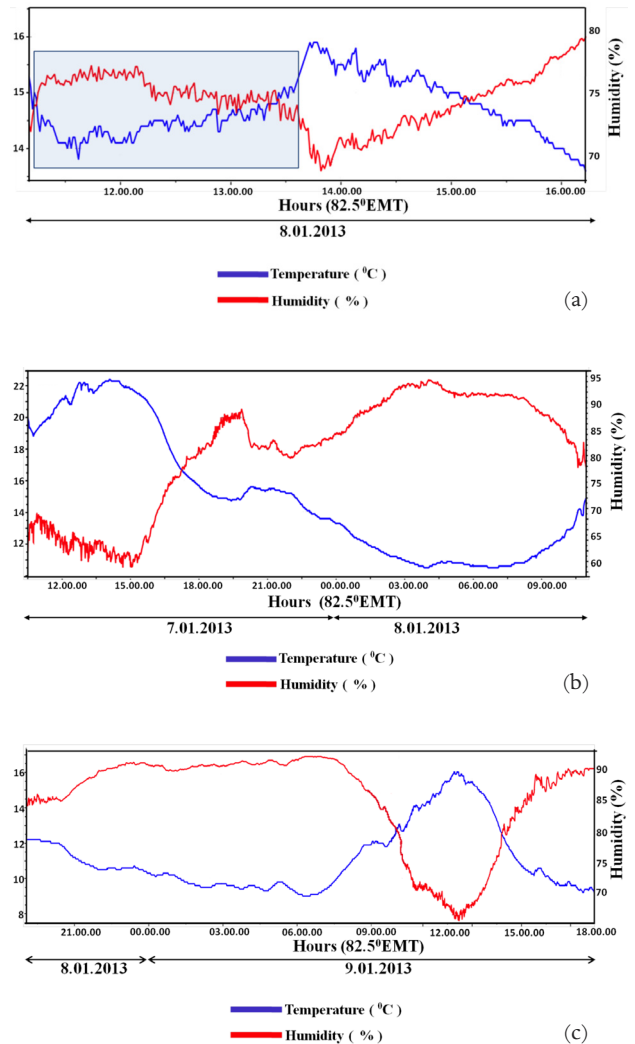 16
15
14
80
75
70
Humidity (%)
12.00.00 13.00.00 14.00.00 15.00.00 16.00.00
Hours (82.5⁰EMT)
8.01.2013
Temperature ( ⁰C )
Humidity ( % )
(a)
22
20
18
16
14
12
95
90
85
80
75
70
65
60
Humidity (%)
12.00.00 15.00.00 18.00.00 21.00.00 00.00.00 03.00.00 09.00.00
Hours (82.5⁰EMT)
7.01.2013 8.01.2013
Temperature ( ⁰C )
Humidity ( % )
(b)
16
14
12
10
8
90
85
80
75
70
Humidity (%)
21.00.00 00.00.00 03.00.00 06.00.00 09.00.00 12.00.00 15.00.00 18.00.00
Hours (82.5⁰EMT)
8.01.2013 9.01.2013
Temperature ( ⁰C )
Humidity ( % )
(c)